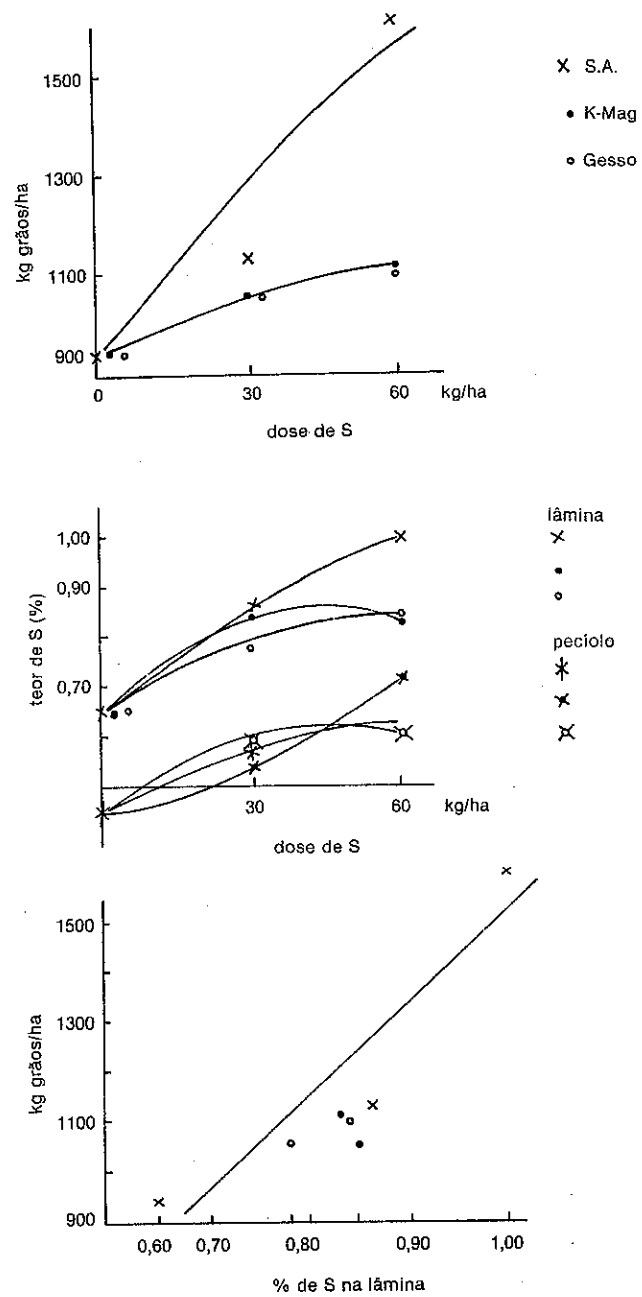 1500
1300
1100
900
kg grãos/ha
0
30
60
kg/ha
dose de S
S.A.
K-Mag
Gesso
1,00
0,90
0,70
teor de S (%)
30
60
kg/ha
dose de S
lâmina
pecíolo
1500
1300
1100
900
kg grãos/ha
0,60
0,70
0,80
0,90
1,00
% de S na lâmina